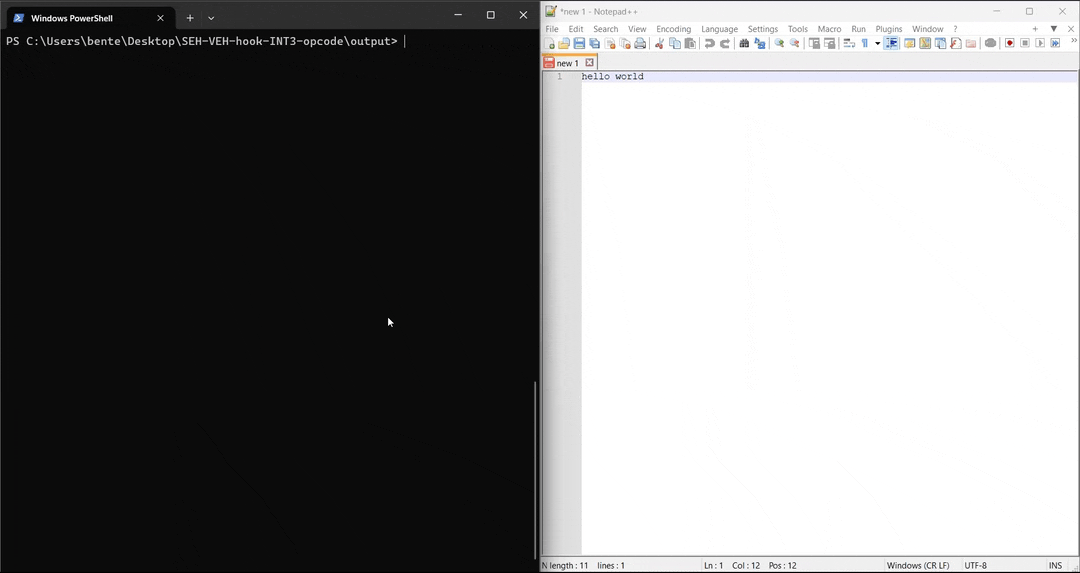 Windows PowerShell
PS C:\Users\bente\Desktop\SEH-VEH-hook-INT3-opcode\output>
*new 1 - Notepad++
File Edit Search View Encoding Language Settings Tools Macro Run Plugins Window ?
new 1
1 hello world
N length : 11 lines : 1 Ln : 1 Col : 12 Pos : 12 Windows (CR LF) UTF-8 INS